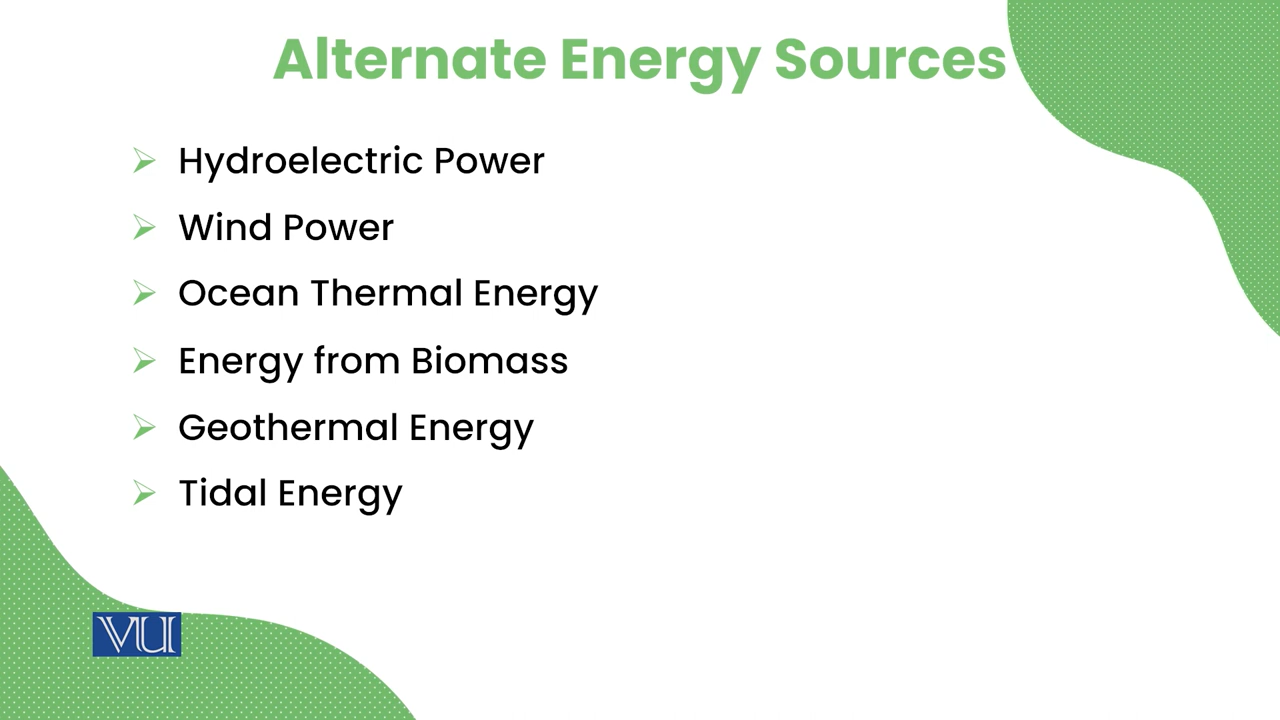 Alternate Energy Sources
Hydroelectric Power
Wind Power
Ocean Thermal Energy
Energy from Biomass
Geothermal Energy
Tidal Energy
VU